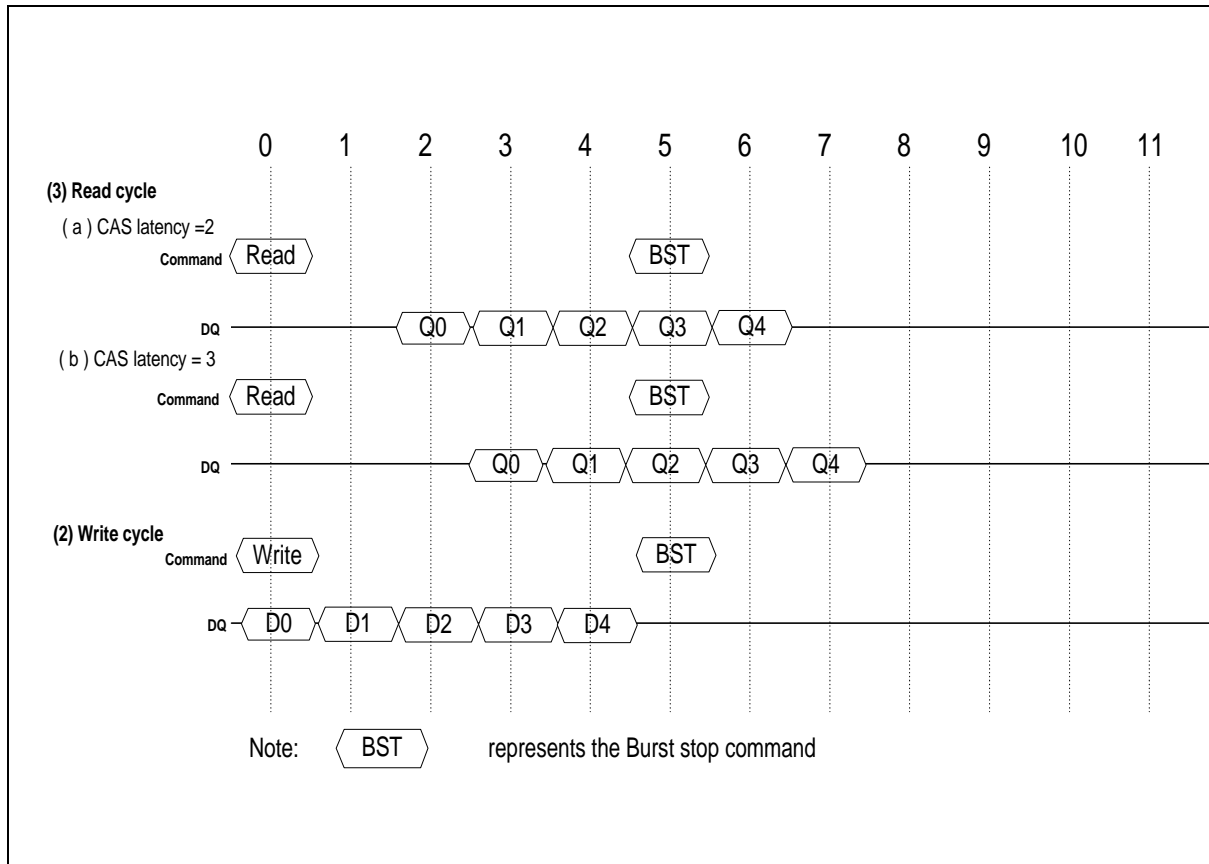 0 1 2 3 4 5 6 7 8 9 10 11
(3) Read cycle
( a ) CAS latency =2
Command Read BST
DQ Q0 Q1 Q2 Q3 Q4
( b ) CAS latency = 3
Command Read BST
DQ Q0 Q1 Q2 Q3 Q4
(2) Write cycle
Command Write BST
DQ D0 D1 D2 D3 D4
Note: BST represents the Burst stop command